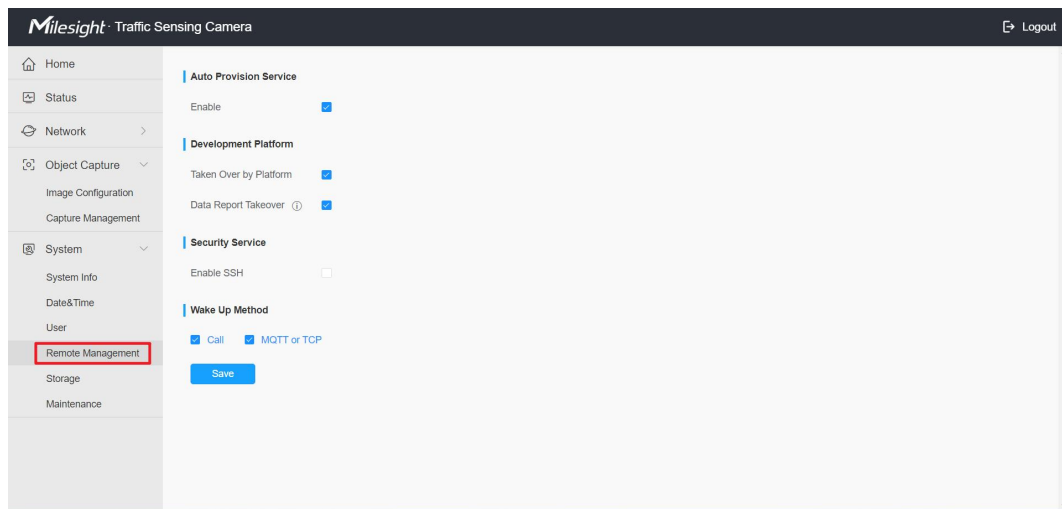 Milesight · Traffic Sensing Camera
Logout
Home
Status
Network
Object Capture
Image Configuration
Capture Management
System
System Info
Date&Time
User
Remote Management
Storage
Maintenance
Auto Provision Service
Enable
Development Platform
Taken Over by Platform
Data Report Takeover
Security Service
Enable SSH
Wake Up Method
Call MQTT or TCP
Save